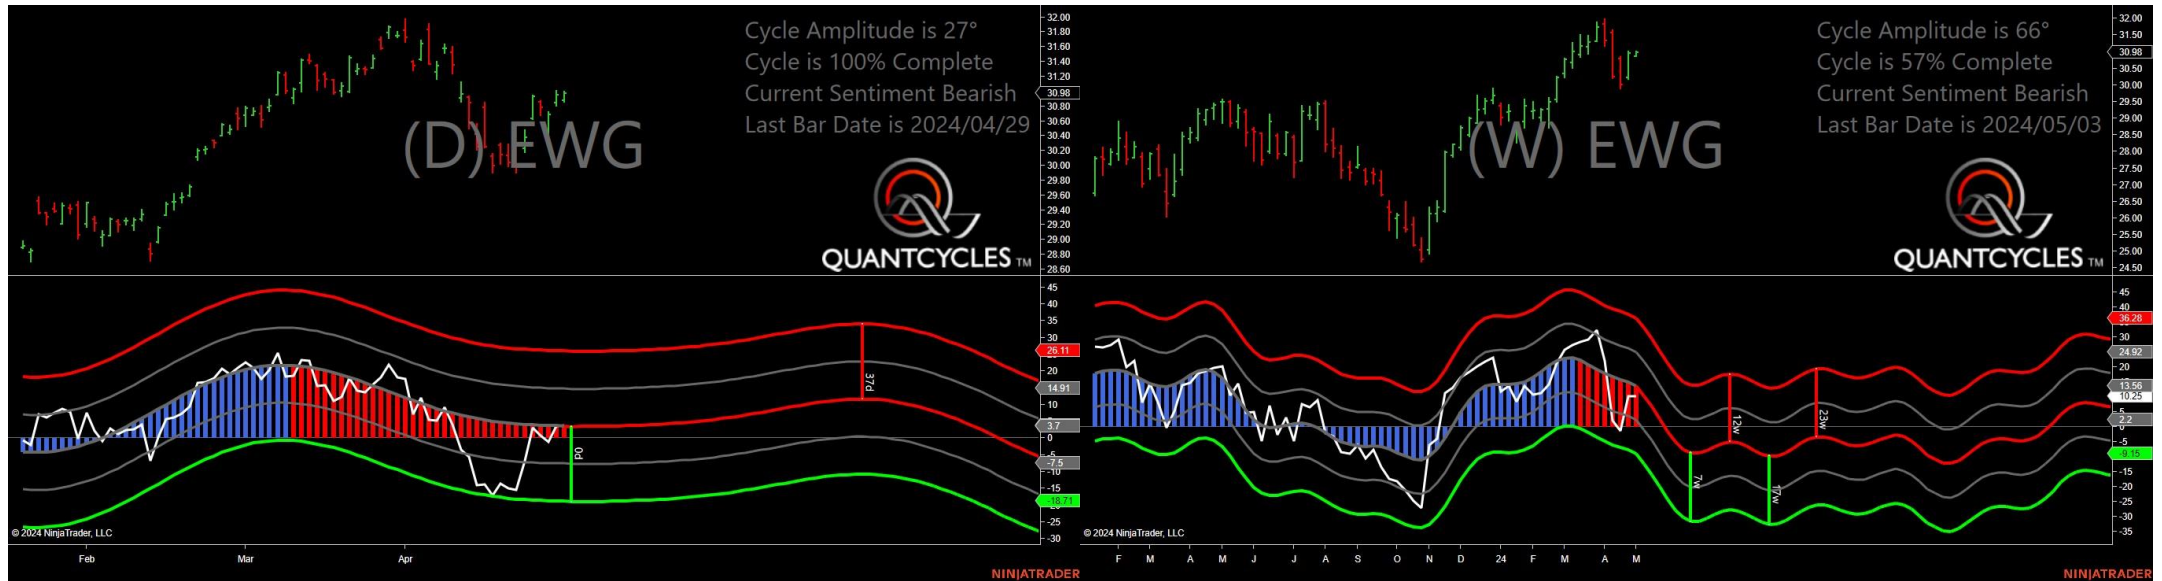 Cycle Amplitude is 27°
Cycle is 100% Complete
Current Sentiment Bearish
Last Bar Date is 2024/04/29
(D) EWG
QUANTCYCLES TM
32.00
31.80
31.60
31.40
31.20
30.98
30.80
30.60
30.40
30.20
30.00
29.80
29.60
29.40
29.20
29.00
28.80
28.60
45
40
35
30
26.11
20
14.91
10
3.7
0
-5
-7.5
-10
-15
-18.71
-25
-30
37d
0d
© 2024 NinjaTrader, LLC
Feb Mar Apr
NINJATRADER
Cycle Amplitude is 66°
Cycle is 57% Complete
Current Sentiment Bearish
Last Bar Date is 2024/05/03
(W) EWG
QUANTCYCLES TM
32.00
31.50
30.98
30.50
30.00
29.50
29.00
28.50
28.00
27.50
27.00
26.50
26.00
25.50
25.00
24.50
45
40
36.28
30
24.92
20
13.56
10.25
5
2.2
-5
-9.15
-15
-20
-25
-30
-35
7w
12w
17w
23w
© 2024 NinjaTrader, LLC
F M A M J J A S O N D 24 F M A M
NINJATRADER